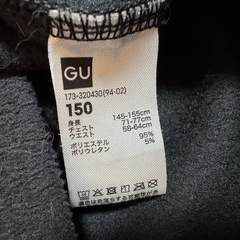 GU
173-320430(94-02)
150
身長 145-155cm
チェスト 71-77cm
ウエスト 58-64cm
ポリエステル 95%
ポリウレタン 5%